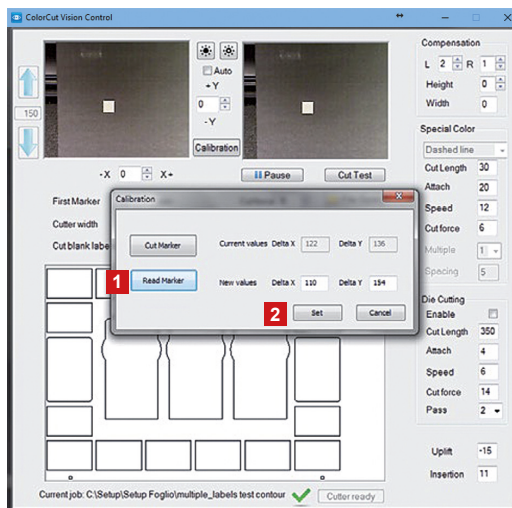 ColorCut Vision Control
Compensation
L 2 R 1
Height 0
Width 0
150
Auto
+Y
0
-Y
Calibration
-X 0 X+
Pause
Cut Test
Special Color
Dashed line
Cut Length 30
Attach 20
Speed 12
Cut force 6
Multiple 1
Spacing 5
First Marker
Cutter width
Cut blank labe
Calibration
Cut Marker
Current values Delta X 122 Delta Y 136
1
Read Marker
New values Delta X 110 Delta Y 154
2
Set
Cancel
Die Cutting
Enable
Cut Length 350
Attach 4
Speed 6
Cut force 14
Pass 2
Uplift -15
Insertion 11
Current job: C:\Setup\Setup Foglio\multiple_labels test contour
Cutter ready